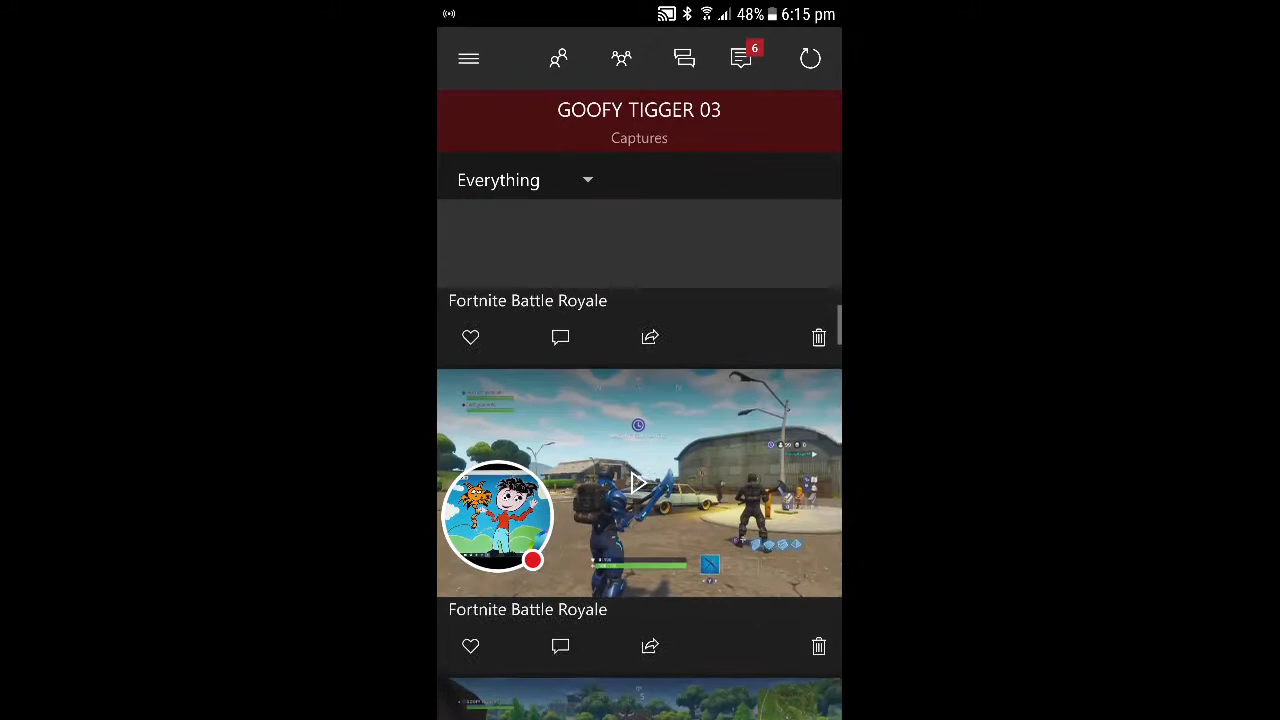 48% 6:15 pm
6
GOOFY TIGGER 03
Captures
Everything
Fortnite Battle Royale
Fortnite Battle Royale